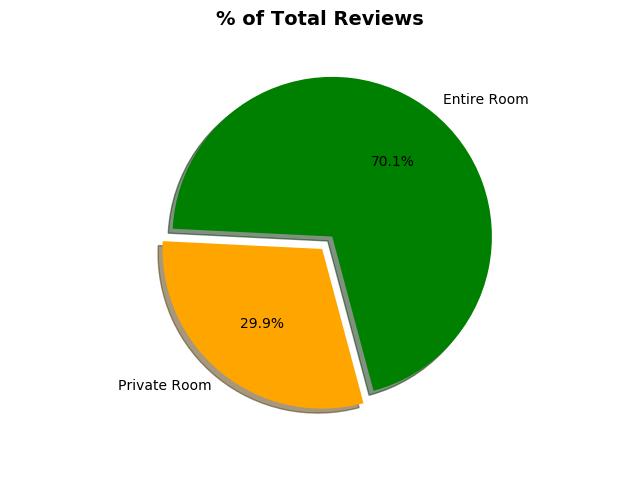 % of Total Reviews
Entire Room
70.1%
29.9%
Private Room